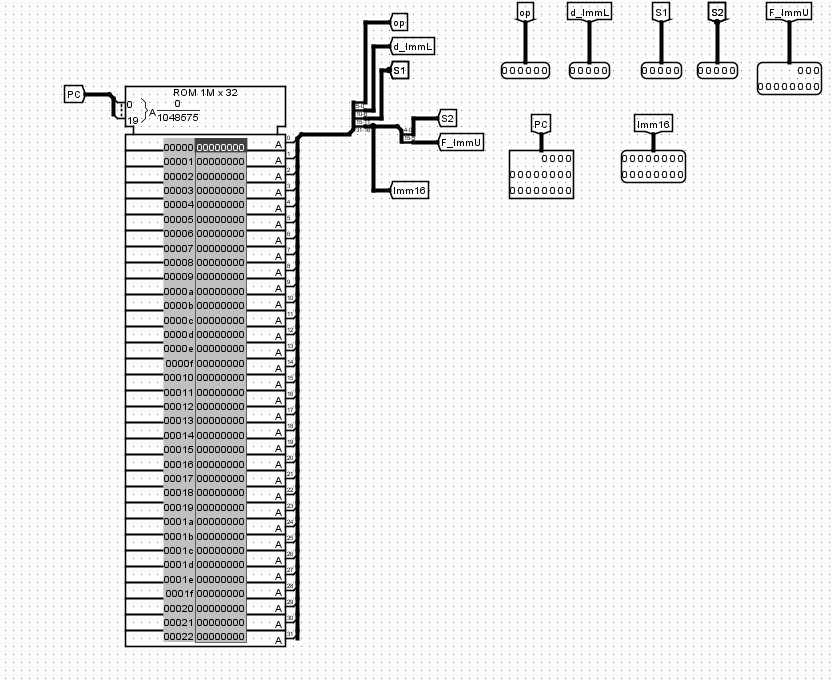 op
d_ImmL
S1
S2
F_ImmU
op
d_ImmL
S1
000000
00000
00000
00000
000
00000000
PC
ROM 1M x 32
0
19
A
0
1048575
S2
F_ImmU
PC
Imm16
0000
00000000
00000000
00000000
00000000
Imm16
00000 00000000 A
00001 00000000 A
00002 00000000 A
00003 00000000 A
00004 00000000 A
00005 00000000 A
00006 00000000 A
00007 00000000 A
00008 00000000 A
00009 00000000 A
0000a 00000000 A
0000b 00000000 A
0000c 00000000 A
0000d 00000000 A
0000e 00000000 A
0000f 00000000 A
00010 00000000 A
00011 00000000 A
00012 00000000 A
00013 00000000 A
00014 00000000 A
00015 00000000 A
00016 00000000 A
00017 00000000 A
00018 00000000 A
00019 00000000 A
0001a 00000000 A
0001b 00000000 A
0001c 00000000 A
0001d 00000000 A
0001e 00000000 A
0001f 00000000 A
00020 00000000
00021 00000000
00022 00000000